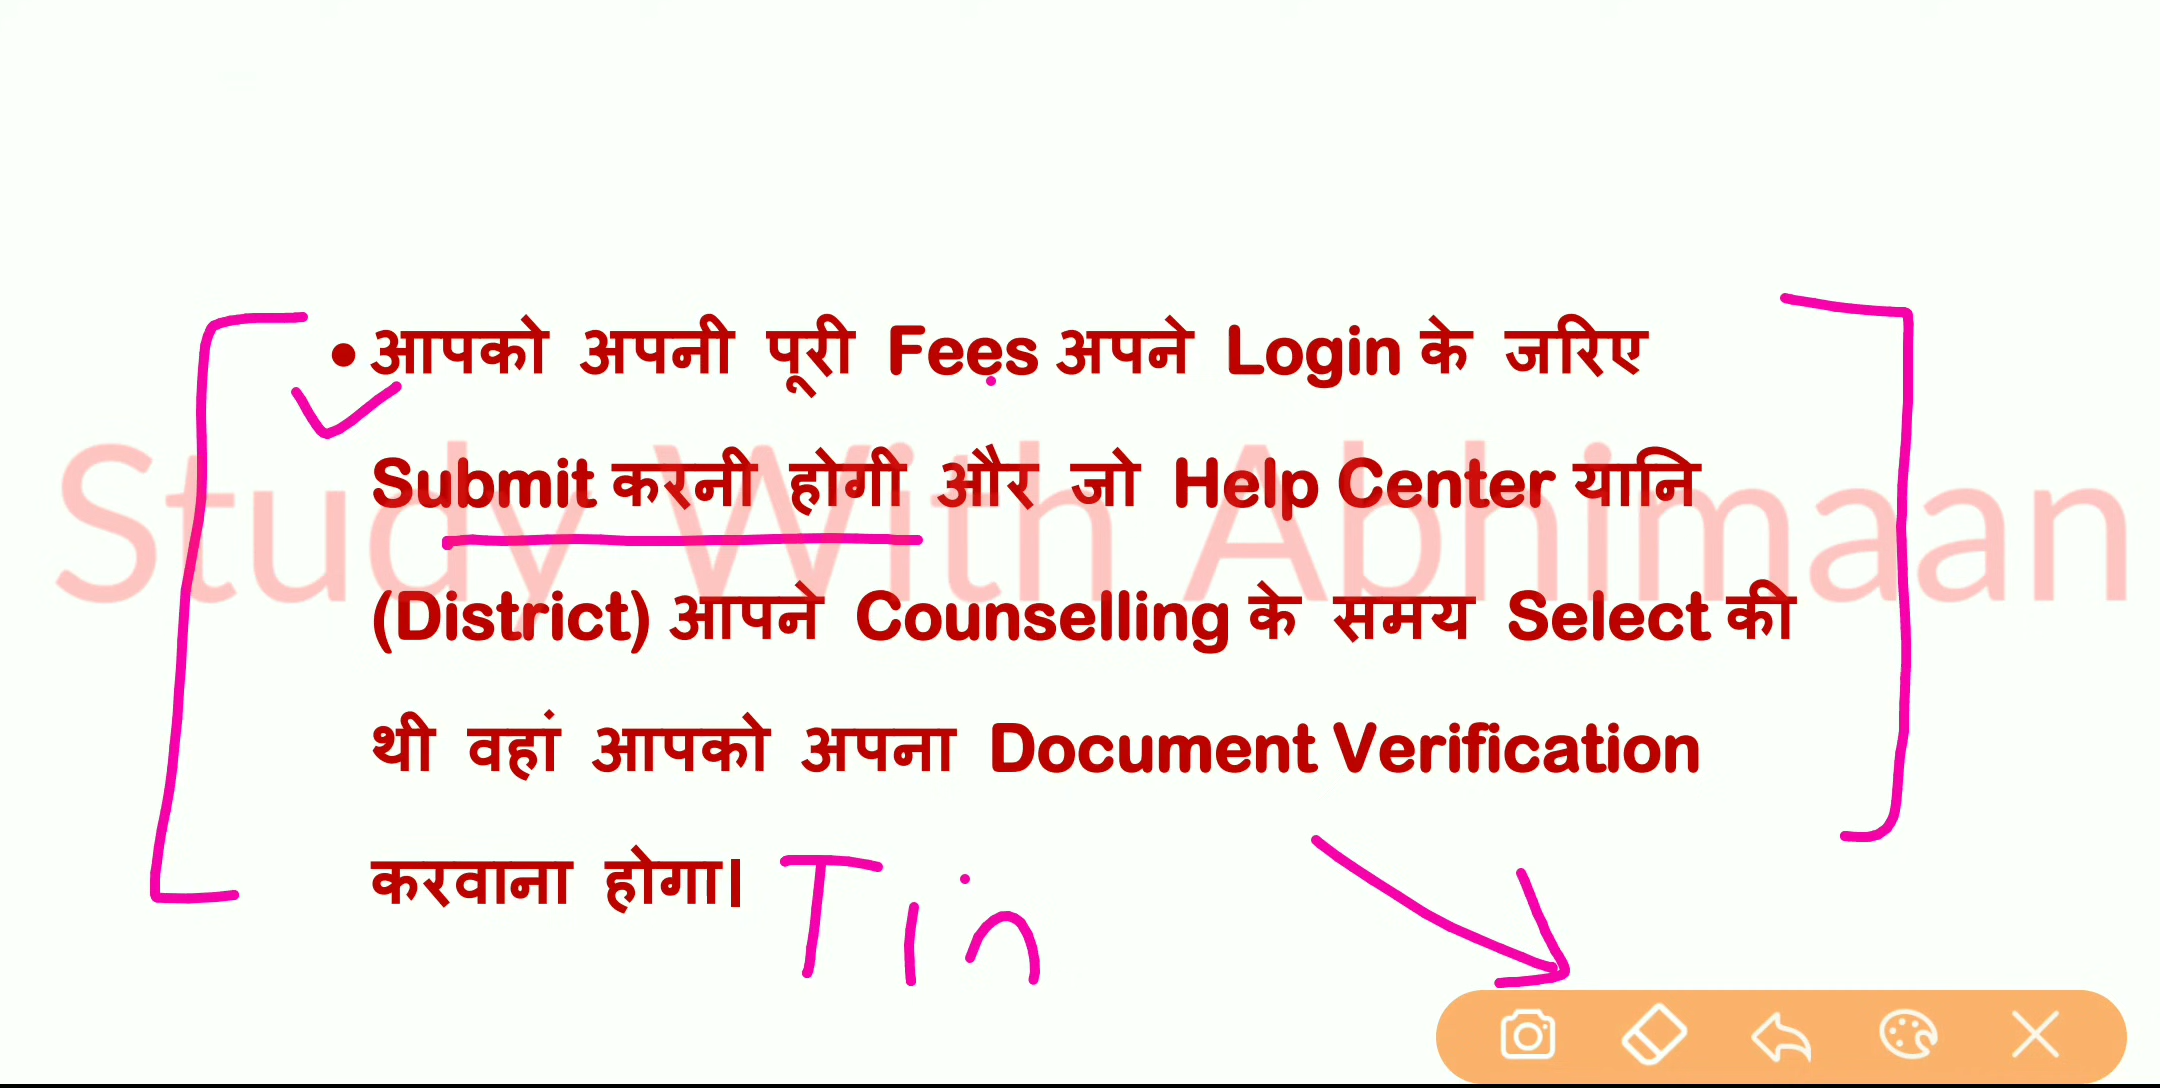 • आपको अपनी पूरी Fees अपने Login के जरिए
Submit करनी होगी और जो Help Center यानि
(District) आपने Counselling के समय Select की
थी वहां आपको अपना Document Verification
करवाना होगा।
Tin
Study With Abhimaan